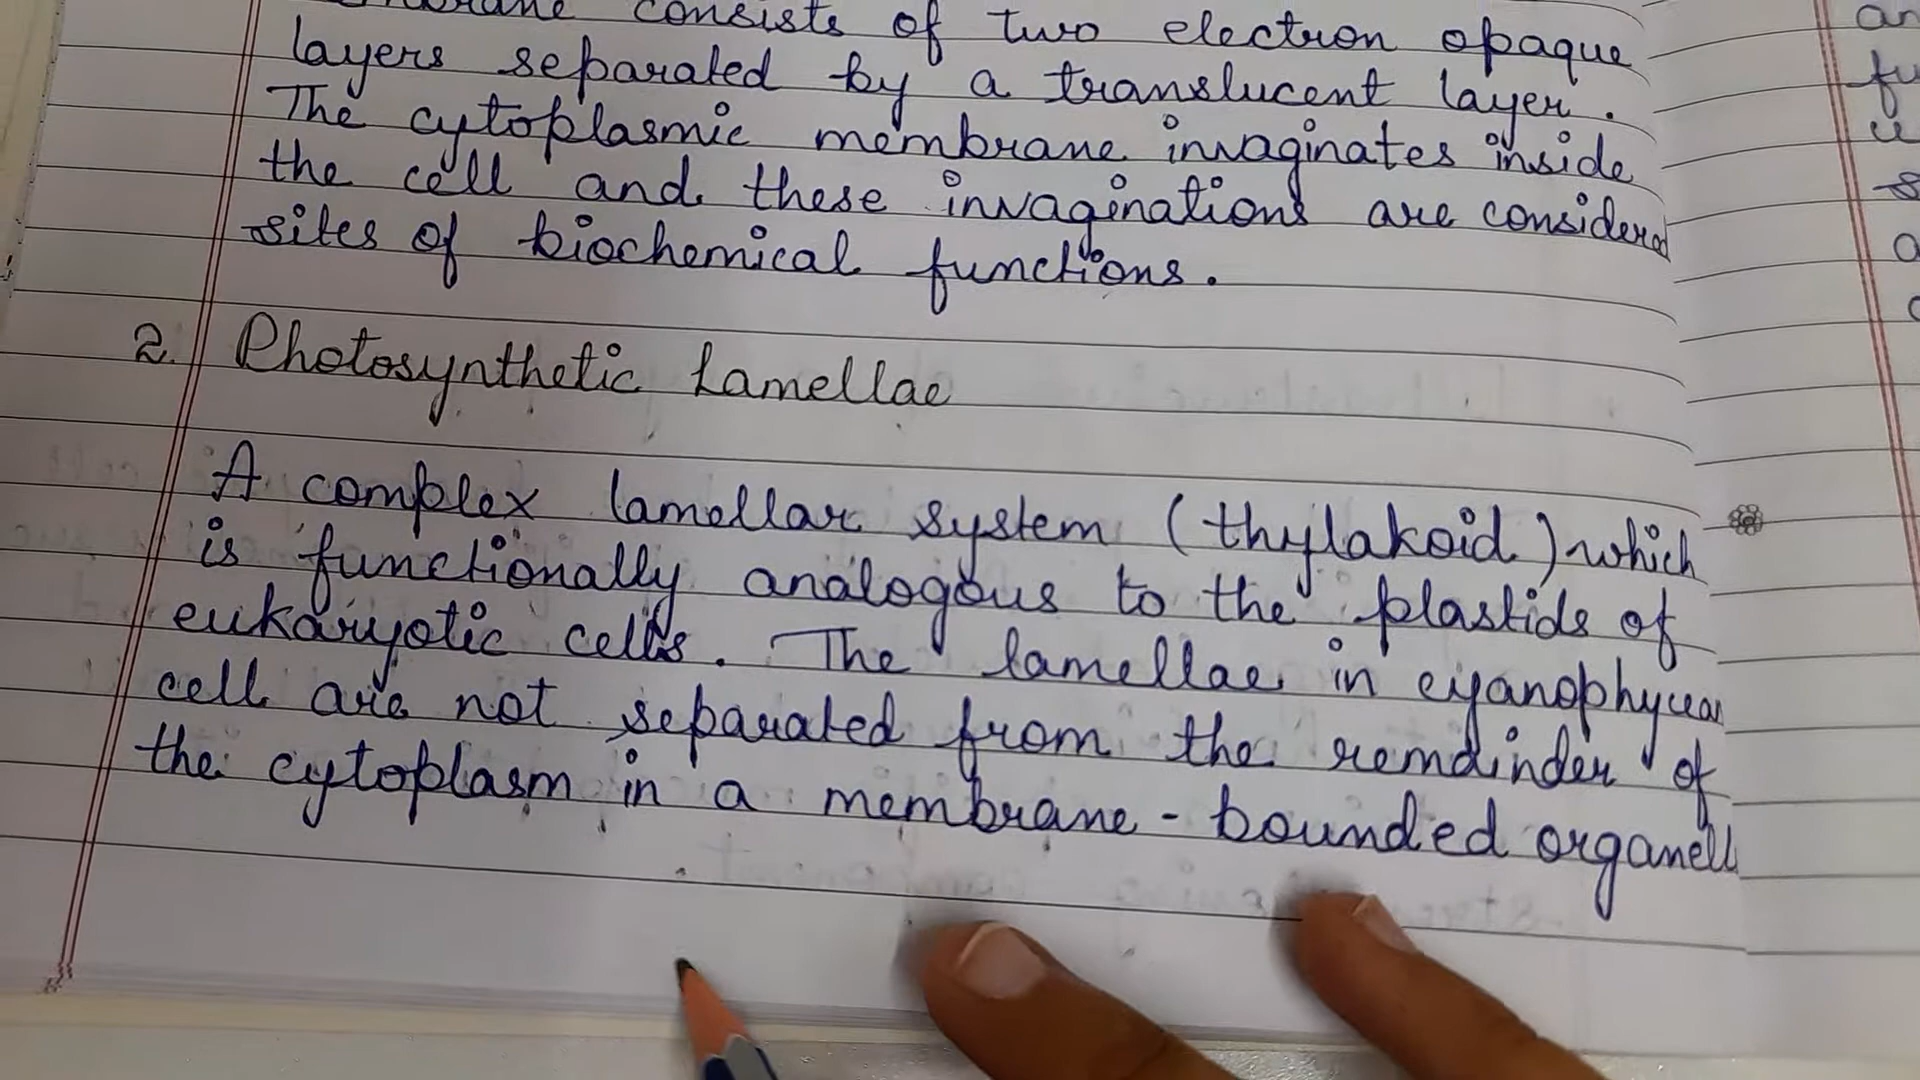 consists of two electron opaque
layers separated by a translucent layer.
The cytoplasmic membrane invaginates inside
the cell and these invaginations are considered
sites of biochemical functions.
2. Photosynthetic Lamellae
A complex lamellar system (thylakoid) which
is functionally analogous to the plastids of
eukaryotic cells. The lamellae in cyanophycean
cell are not separated from the remainder of
the cytoplasm in a membrane-bounded organell